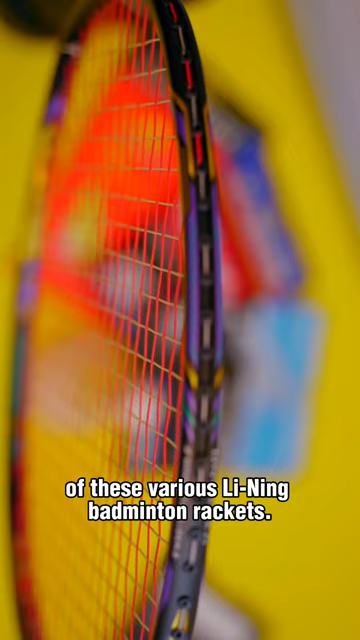 of these various Li-Ning
badminton rackets.